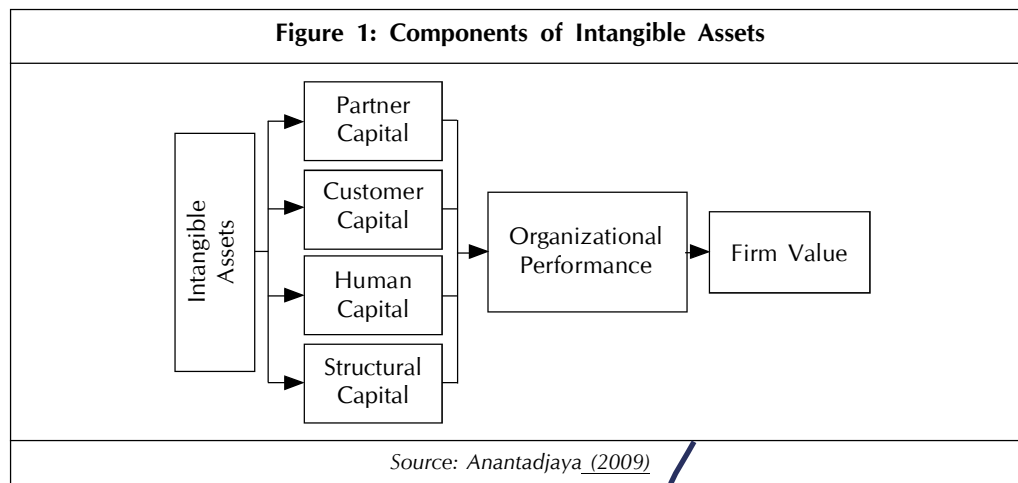 Figure 1: Components of Intangible Assets
Intangible
Assets
Partner
Capital
Customer
Capital
Human
Capital
Structural
Capital
Organizational
Performance
Firm Value
Source: Anantadjaya (2009)